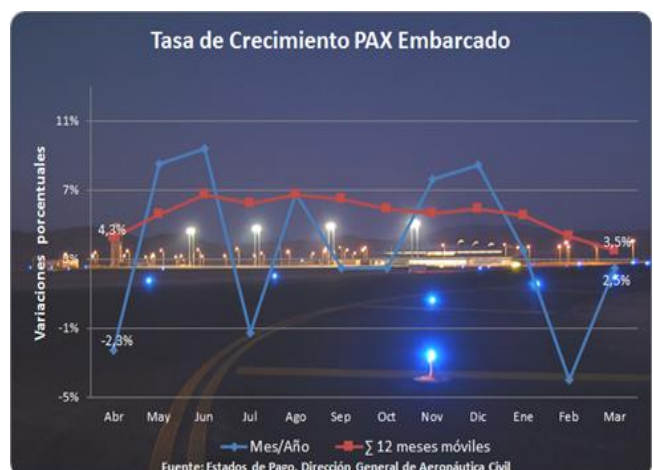 Tasa de Crecimiento PAX Embarcado
Variaciones porcentuales
11%
7%
3%
-1%
-5%
4,3%
-2,3%
3,5%
2,5%
Abr May Jun Jul Ago Sep Oct Nov Dic Ene Feb Mar
Mes/Año ∑ 12 meses móviles
Fuente: Estados de Pago, Dirección General de Aeronáutica Civil